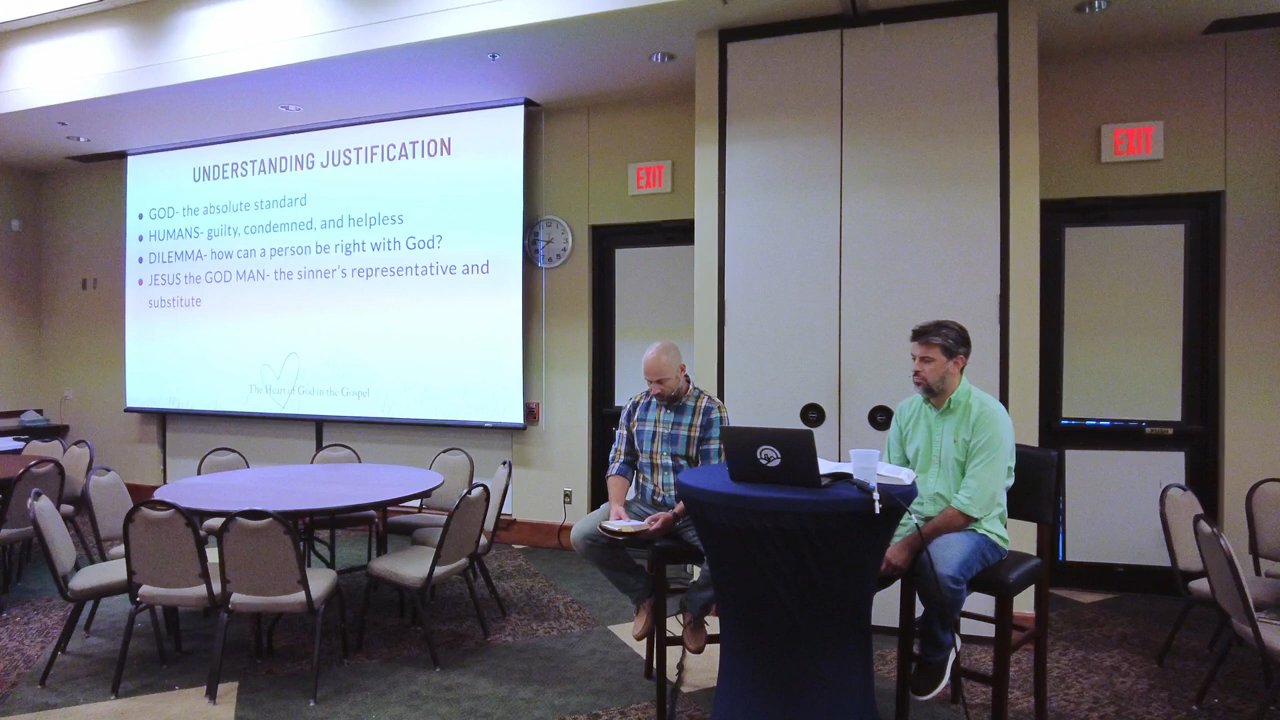 UNDERSTANDING JUSTIFICATION
GOD- the absolute standard
HUMANS- guilty, condemned, and helpless
DILEMMA- how can a person be right with God?
JESUS the GOD MAN- the sinner's representative and
substitute
The Heart of God in the Gospel
EXIT
EXIT